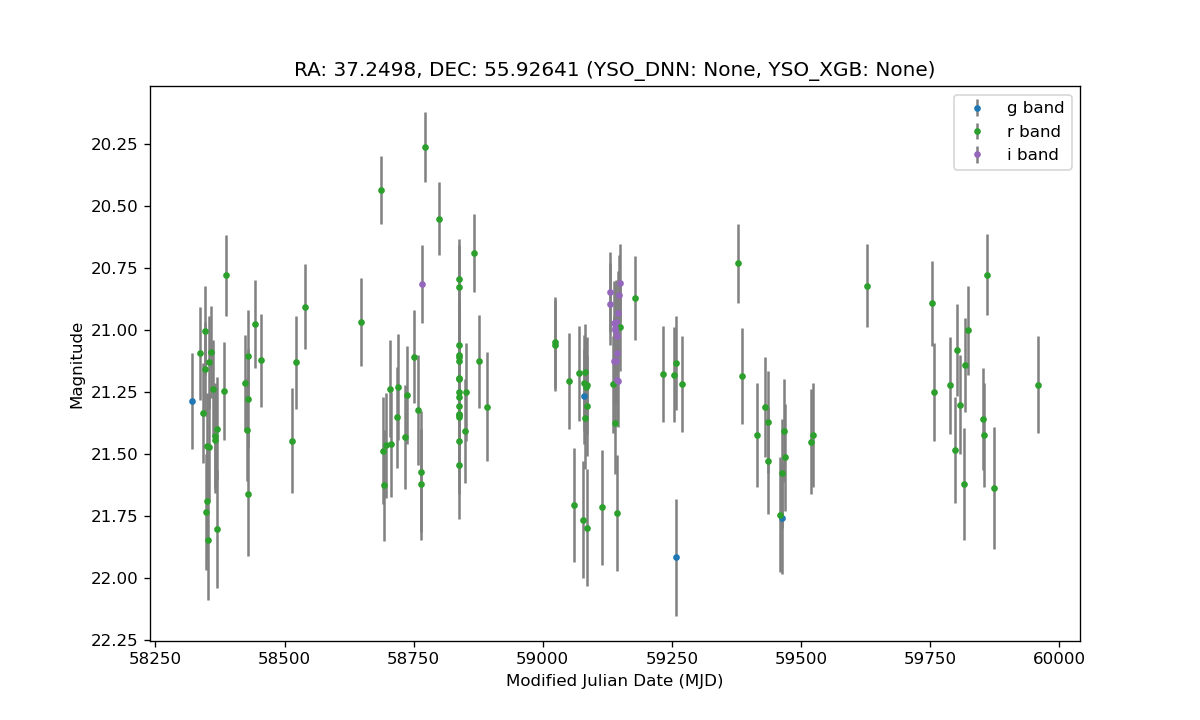 RA: 37.2498, DEC: 55.92641 (YSO_DNN: None, YSO_XGB: None)
g band
r band
i band
20.25
20.50
20.75
21.00
21.25
21.50
21.75
22.00
22.25
Magnitude
58250 58500 58750 59000 59250 59500 59750 60000
Modified Julian Date (MJD)